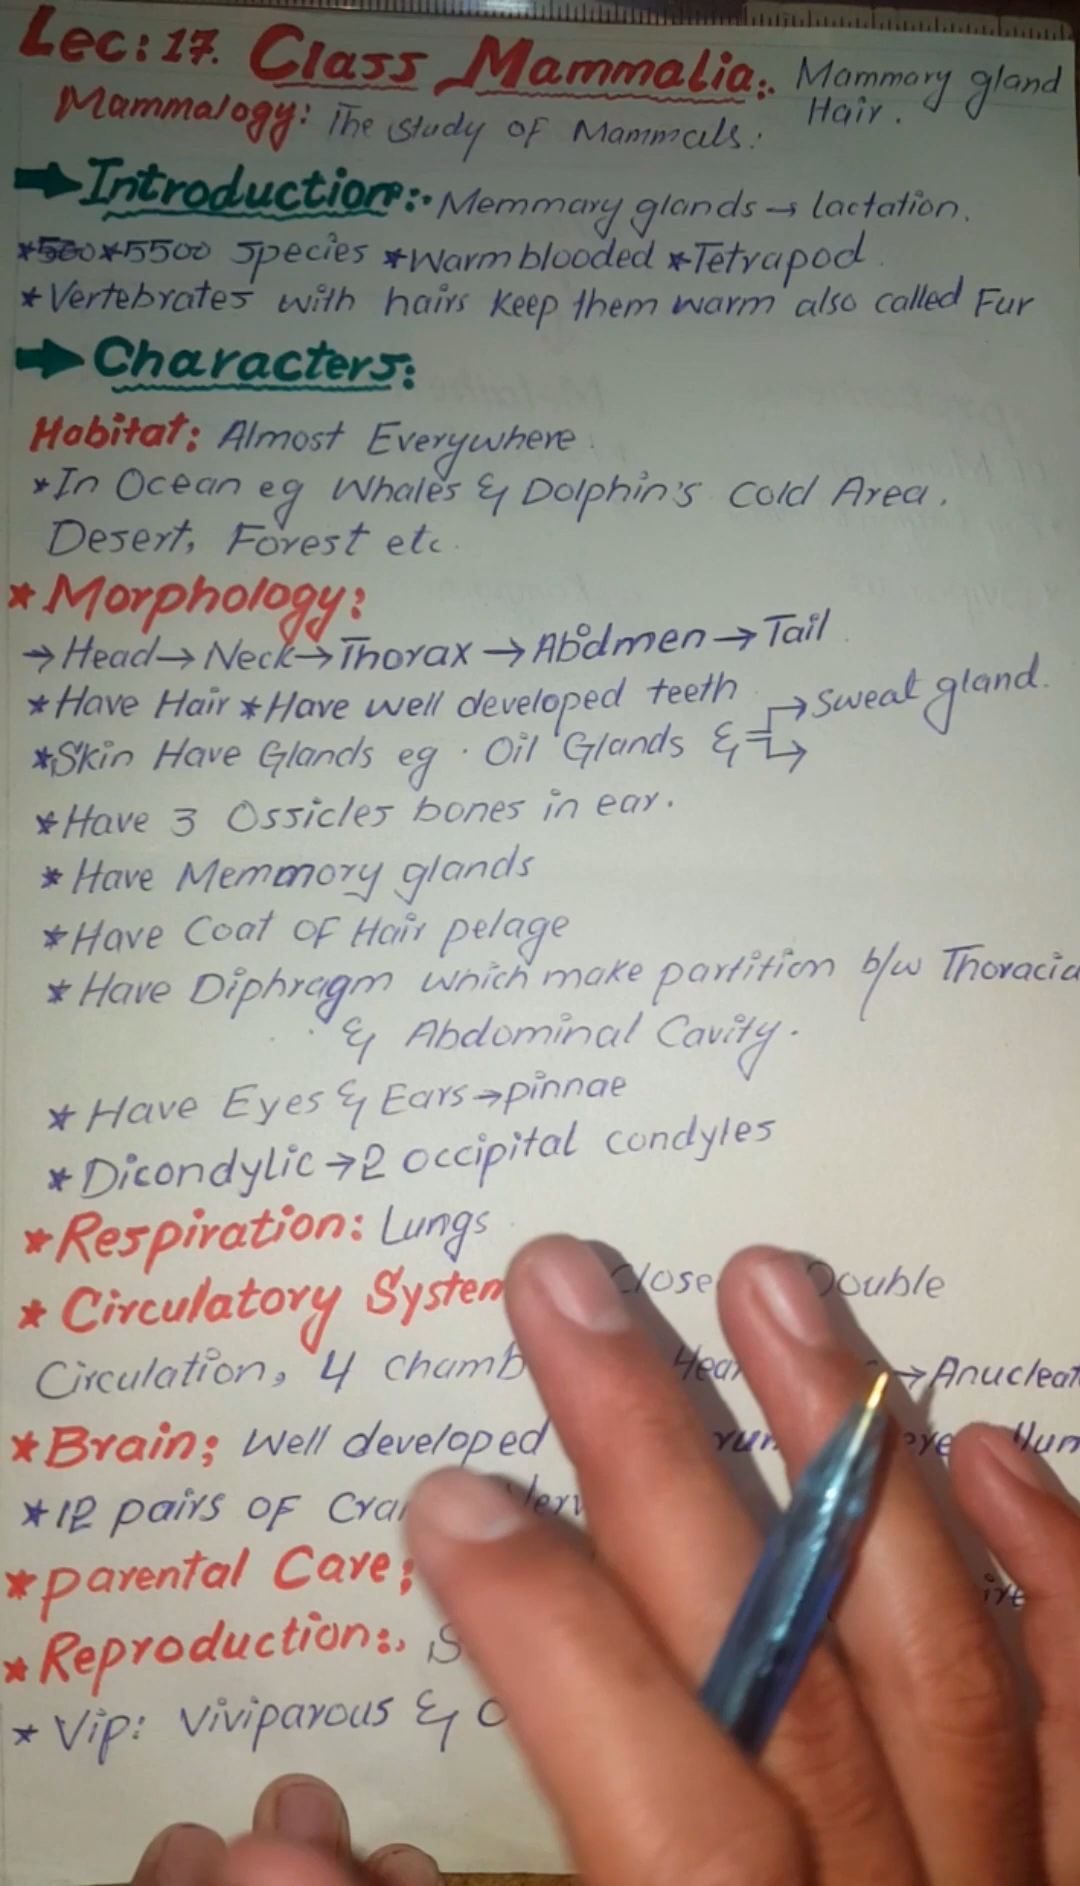 Lec: 17. Class Mammalia:. Mammory gland
Hair.
Mammalogy: The study of Mammals:
Introduction:. Memmary glands → lactation.
*5500 Species *Warm blooded *Tetrapod
*Vertebrates with hairs keep them warm also called Fur
Characters:
Habitat: Almost Everywhere.
*In Ocean eg Whales & Dolphin's Cold Area.
Desert, Forest etc.
* Morphology:
→Head→Neck→Thorax→Abdmen→Tail
*Have Hair *Have well developed teeth
→Sweat gland.
*Skin Have Glands eg. Oil Glands &
*Have 3 Ossicles bones in ear.
*Have Memmory glands
*Have Coat of Hair pelage
*Have Diphragm which make partition b/w
& Abdominal Cavity.
*Have Eyes & Ears→pinnae
*Dicondylic→2 occipital condyles
*Respiration: Lungs
*Circulatory Double
Circulation, 4
*Brain; Well developed
*12 pairs of
*Parental Care;
*Reproduction:.
*Vip: Viviparous &